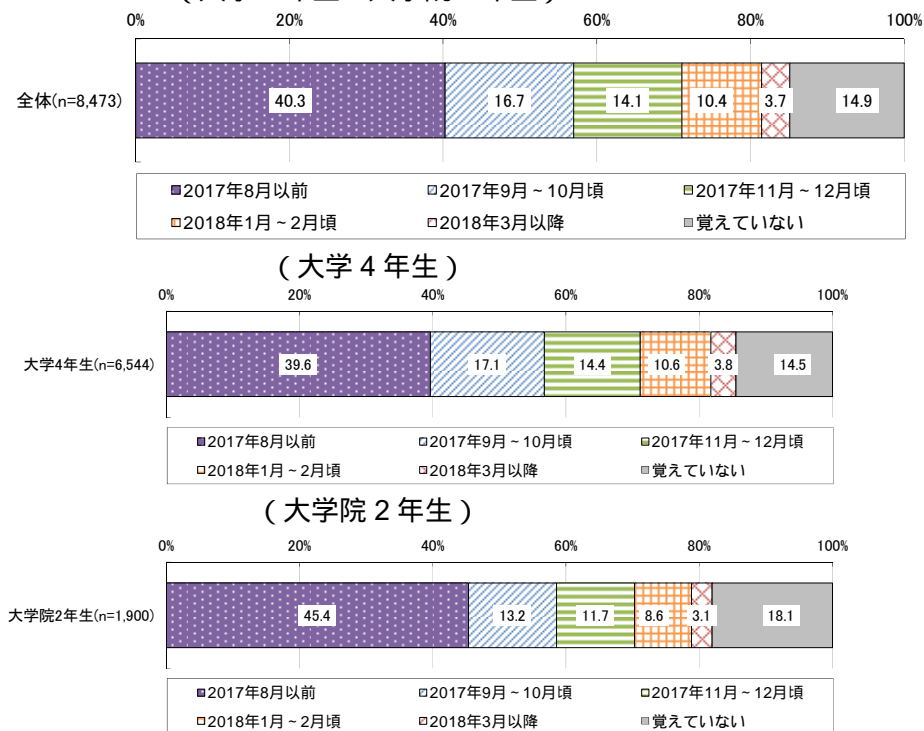 0% 20% 40% 60% 80% 100%
全体(n=8,473) 40.3 16.7 14.1 10.4 3.7 14.9
2017年8月以前 2017年9月~10月頃 2017年11月~12月頃
2018年1月~2月頃 2018年3月以降 覚えていない
(大学4年生)
0% 20% 40% 60% 80% 100%
大学4年生(n=6,544) 39.6 17.1 14.4 10.6 3.8 14.5
2017年8月以前 2017年9月~10月頃 2017年11月~12月頃
2018年1月~2月頃 2018年3月以降 覚えていない
(大学院2年生)
0% 20% 40% 60% 80% 100%
大学院2年生(n=1,900) 45.4 13.2 11.7 8.6 3.1 18.1
2017年8月以前 2017年9月~10月頃 2017年11月~12月頃
2018年1月~2月頃 2018年3月以降 覚えていない